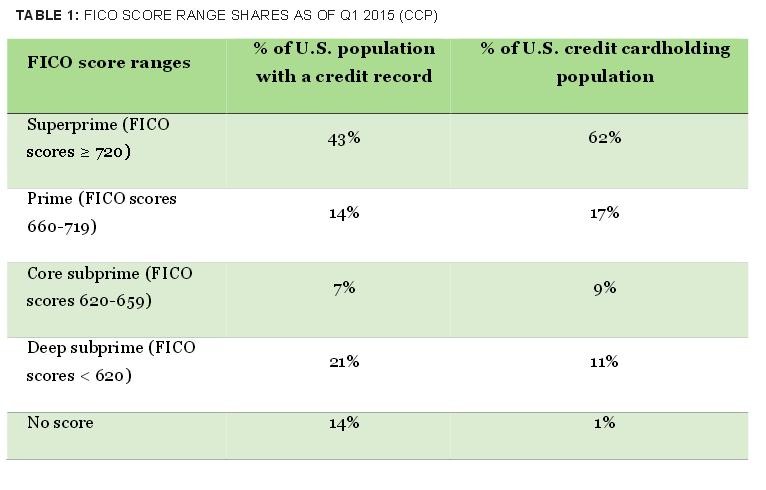 TABLE 1: FICO SCORE RANGE SHARES AS OF Q1 2015 (CCP)
FICO score ranges
% of U.S. population
with a credit record
% of U.S. credit cardholding
population
Superprime (FICO
scores ≥ 720)
43%
62%
Prime (FICO scores
660-719)
14%
17%
Core subprime (FICO
scores 620-659)
7%
9%
Deep subprime (FICO
scores < 620)
21%
11%
No score
14%
1%